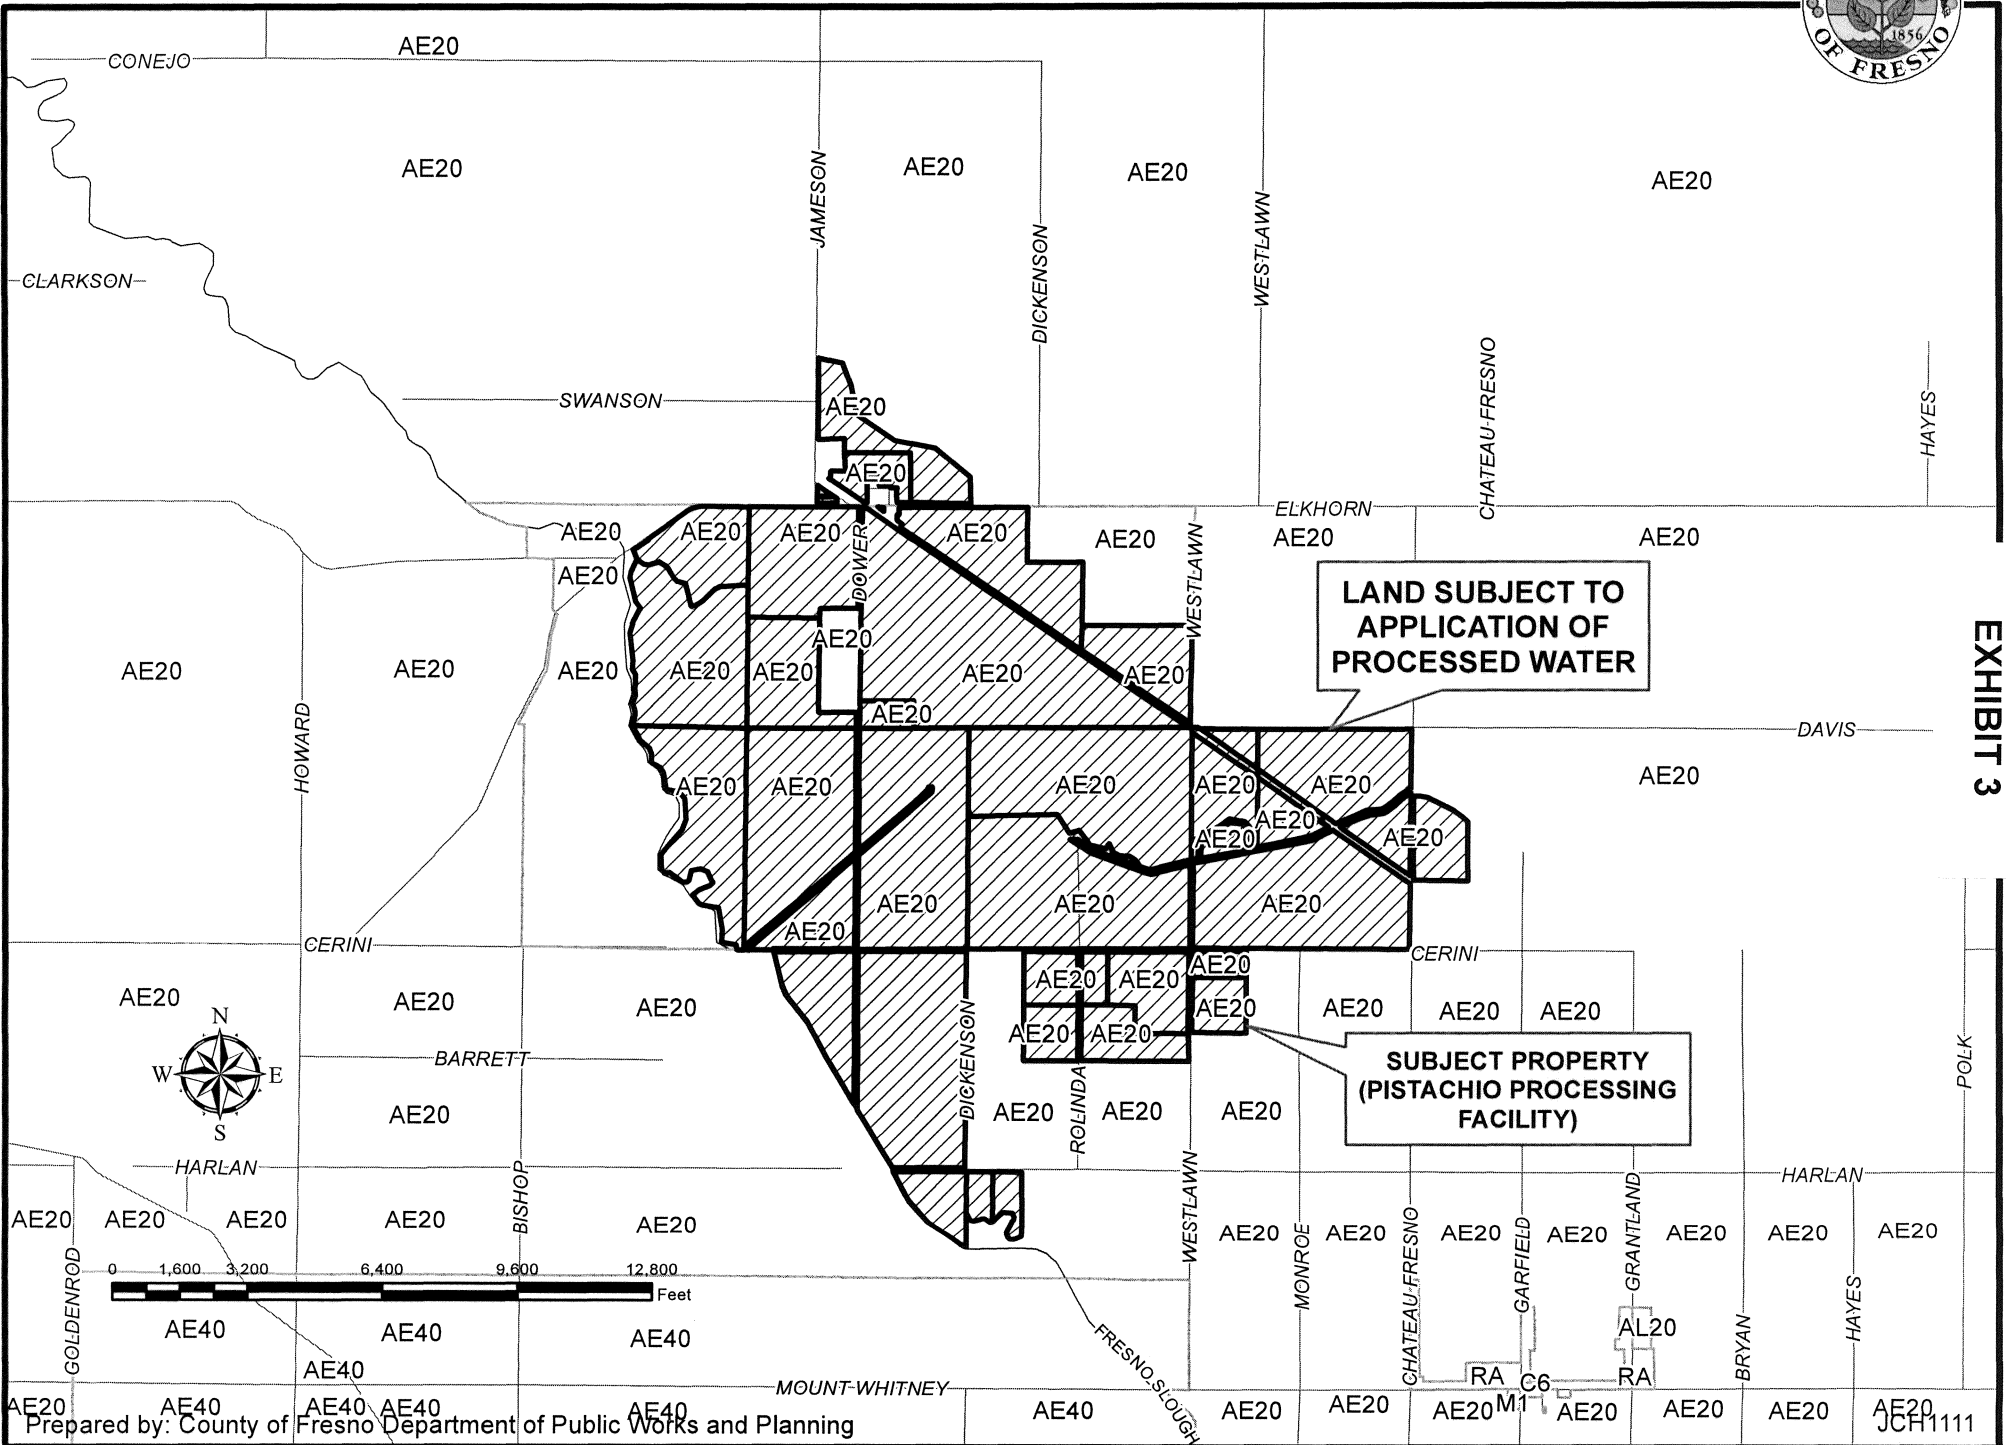 1856
OF FRESNO
CONEJO
AE20
AE20
JAMESON
AE20
AE20
AE20
DICKENSON
WESTLAWN
CLARKSON
CHATEAU-FRESNO
HAYES
SWANSON
AE20
AE20
ELKHORN
AE20
AE20
AE20
AE20
AE20
AE20
AE20
DOWER
WESTLAWN
AE20
LAND SUBJECT TO
APPLICATION OF
PROCESSED WATER
EXHIBIT 3
AE20
AE20
AE20
AE20
AE20
AE20
AE20
AE20
AE20
HOWARD
DAVIS
AE20
AE20
AE20
AE20
AE20
AE20
AE20
AE20
AE20
AE20
AE20
AE20
AE20
AE20
CERINI
CERINI
AE20
AE20
AE20
AE20
AE20
AE20
AE20
AE20
AE20
AE20
AE20
AE20
AE20
N
W
E
S
BARRETT
DICKENSON
ROLINDA
POLK
SUBJECT PROPERTY
(PISTACHIO PROCESSING
FACILITY)
AE20
AE20
AE20
AE20
HARLAN
HARLAN
BISHOP
WESTLAWN
MONROE
CHATEAU-FRESNO
GARFIELD
GRANTLAND
AE20
AE20
AE20
AE20
AE20
AE20
AE20
AE20
AE20
AE20
AE20
AE20
GOLDENROD
0 1,600 3,200 6,400 9,600 12,800
Feet
BRYAN
HAYES
AE40
AE40
AE40
AL20
FRESNO SLOUGH
AE40
RA
C6
RA
M1
MOUNT WHITNEY
AE20
AE40
AE40
AE40
AE40
AE40
AE20
AE20
AE20
AE20
AE20
AE20
AE20
Prepared by: County of Fresno Department of Public Works and Planning
JCH1111